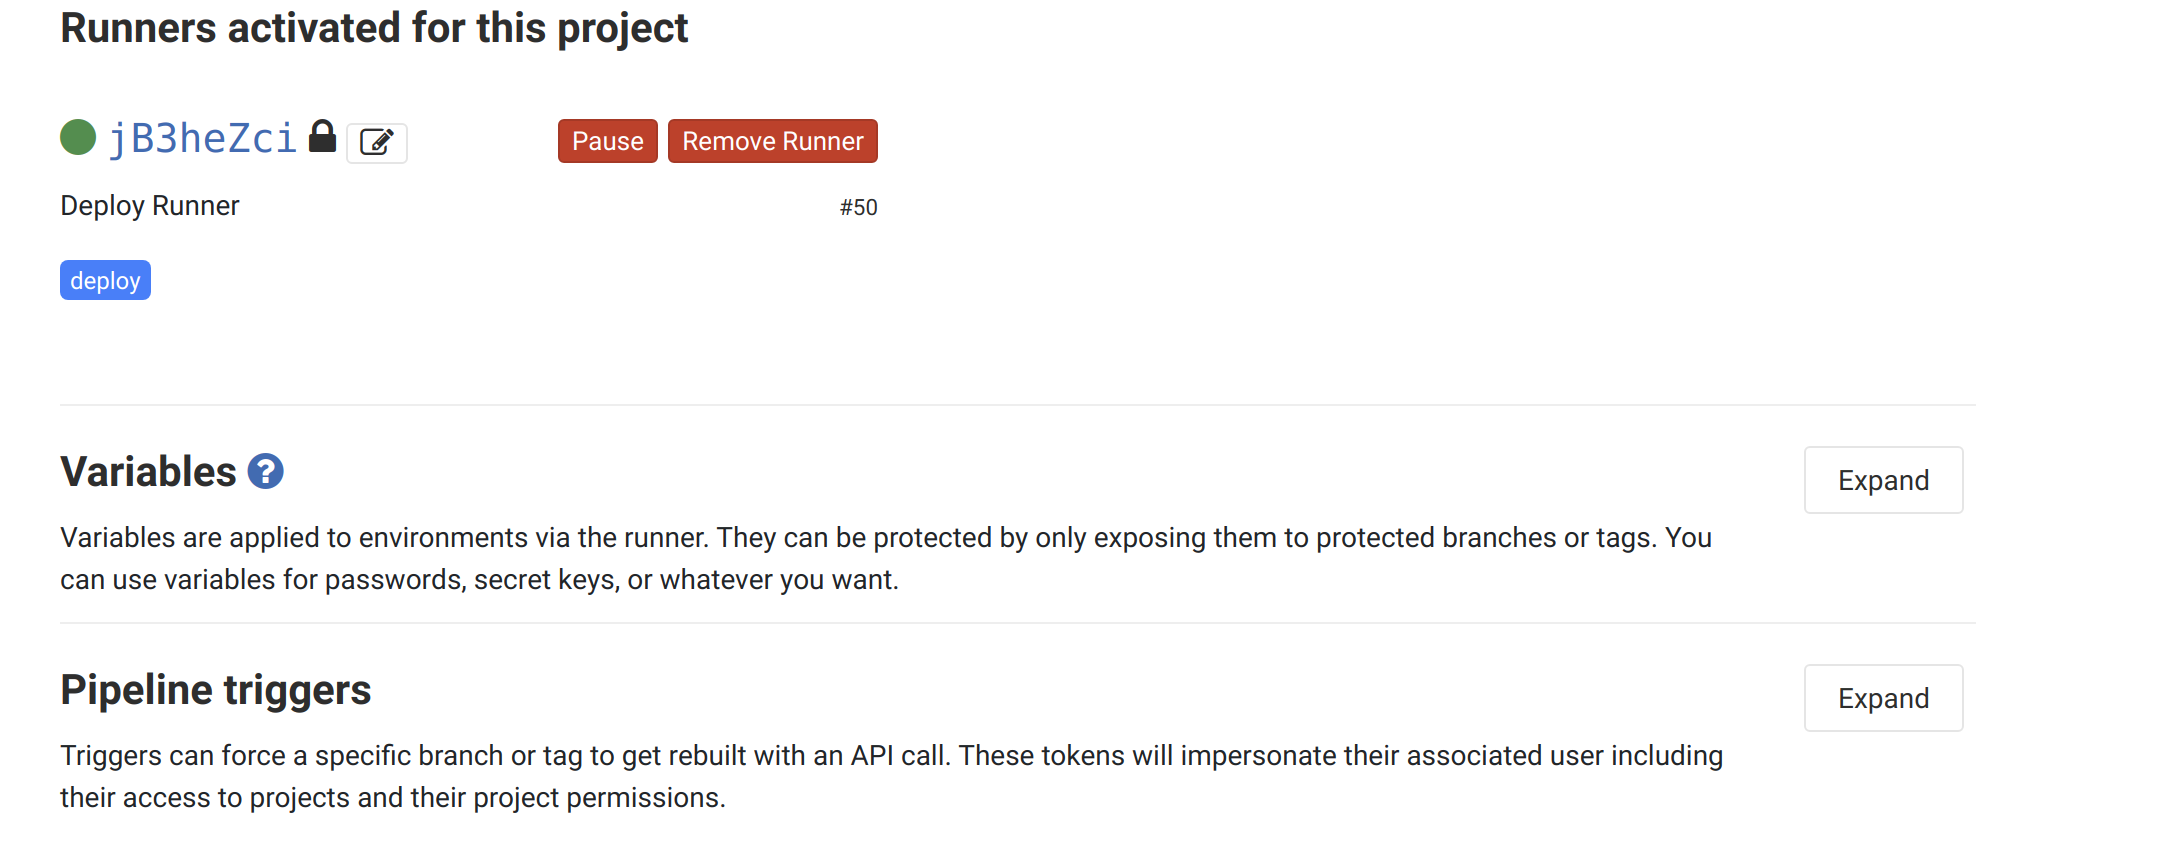 Runners activated for this project
jB3heZci
Pause
Remove Runner
Deploy Runner
#50
deploy
Variables
Expand
Variables are applied to environments via the runner. They can be protected by only exposing them to protected branches or tags. You
can use variables for passwords, secret keys, or whatever you want.
Pipeline triggers
Expand
Triggers can force a specific branch or tag to get rebuilt with an API call. These tokens will impersonate their associated user including
their access to projects and their project permissions.